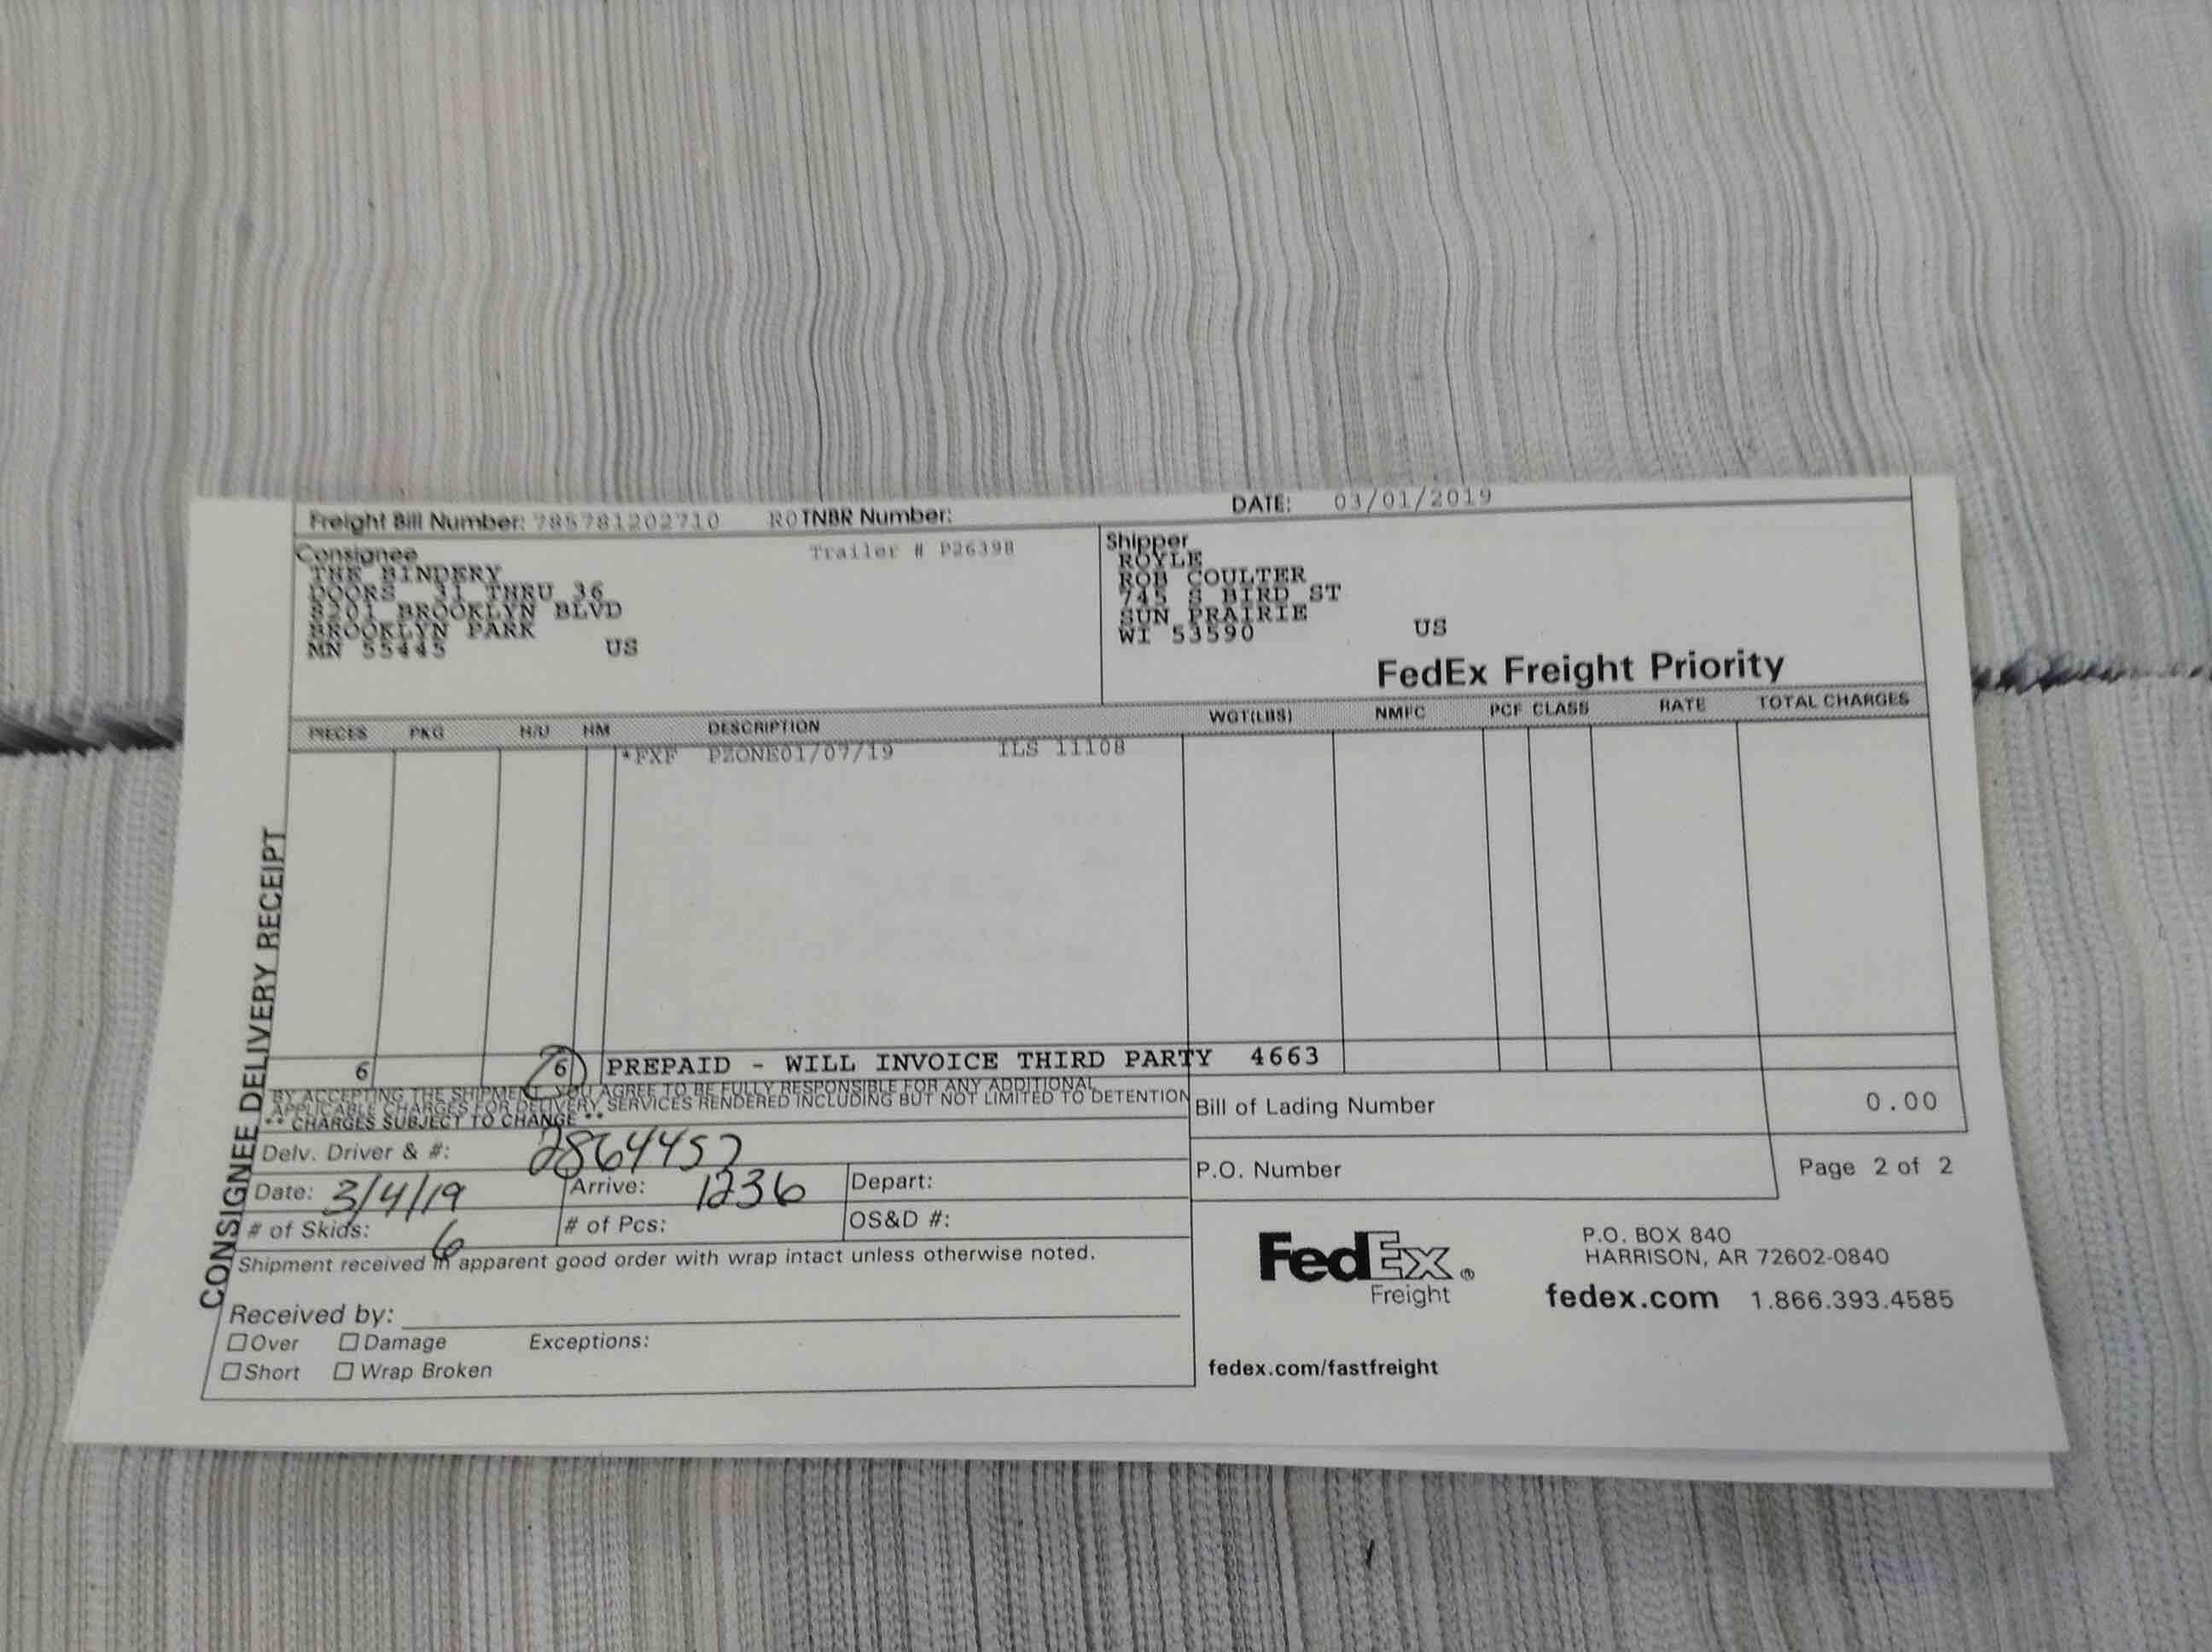 Freight Bill Number: 785781202710 ROTNBR Number: DATE: 03/01/2019
Consignee
Trailer # P26398
THE BINDERY
DOORS 31 THRU 36
8201 BROOKLYN BLVD
BROOKLYN PARK
MN 55445 US
Shipper
ROYLE
ROB COULTER
745 S BIRD ST
SUN PRAIRIE
WI 53590 US
FedEx Freight Priority
PIECES PKG H/U HM DESCRIPTION WGT(LBS) NMFC PCF CLASS RATE TOTAL CHARGES
*FXF PZONE01/07/19 ILS 11108
6 6 PREPAID - WILL INVOICE THIRD PARTY 4663
BY ACCEPTING THE SHIPMENT, YOU AGREE TO BE FULLY RESPONSIBLE FOR ANY ADDITIONAL
APPLICABLE CHARGES FOR DELIVERY SERVICES RENDERED INCLUDING BUT NOT LIMITED TO DETENTION
** CHARGES SUBJECT TO CHANGE **
Bill of Lading Number 0.00
Delv. Driver & #: 2864457
Date: 3/4/19 Arrive: 1236 Depart:
# of Skids: 6 # of Pcs: OS&D #:
Shipment received in apparent good order with wrap intact unless otherwise noted.
Received by:
Over Damage Exceptions:
Short Wrap Broken
P.O. Number
Page 2 of 2
FedEx®
Freight
P.O. BOX 840
HARRISON, AR 72602-0840
fedex.com 1.866.393.4585
fedex.com/fastfreight
CONSIGNEE DELIVERY RECEIPT